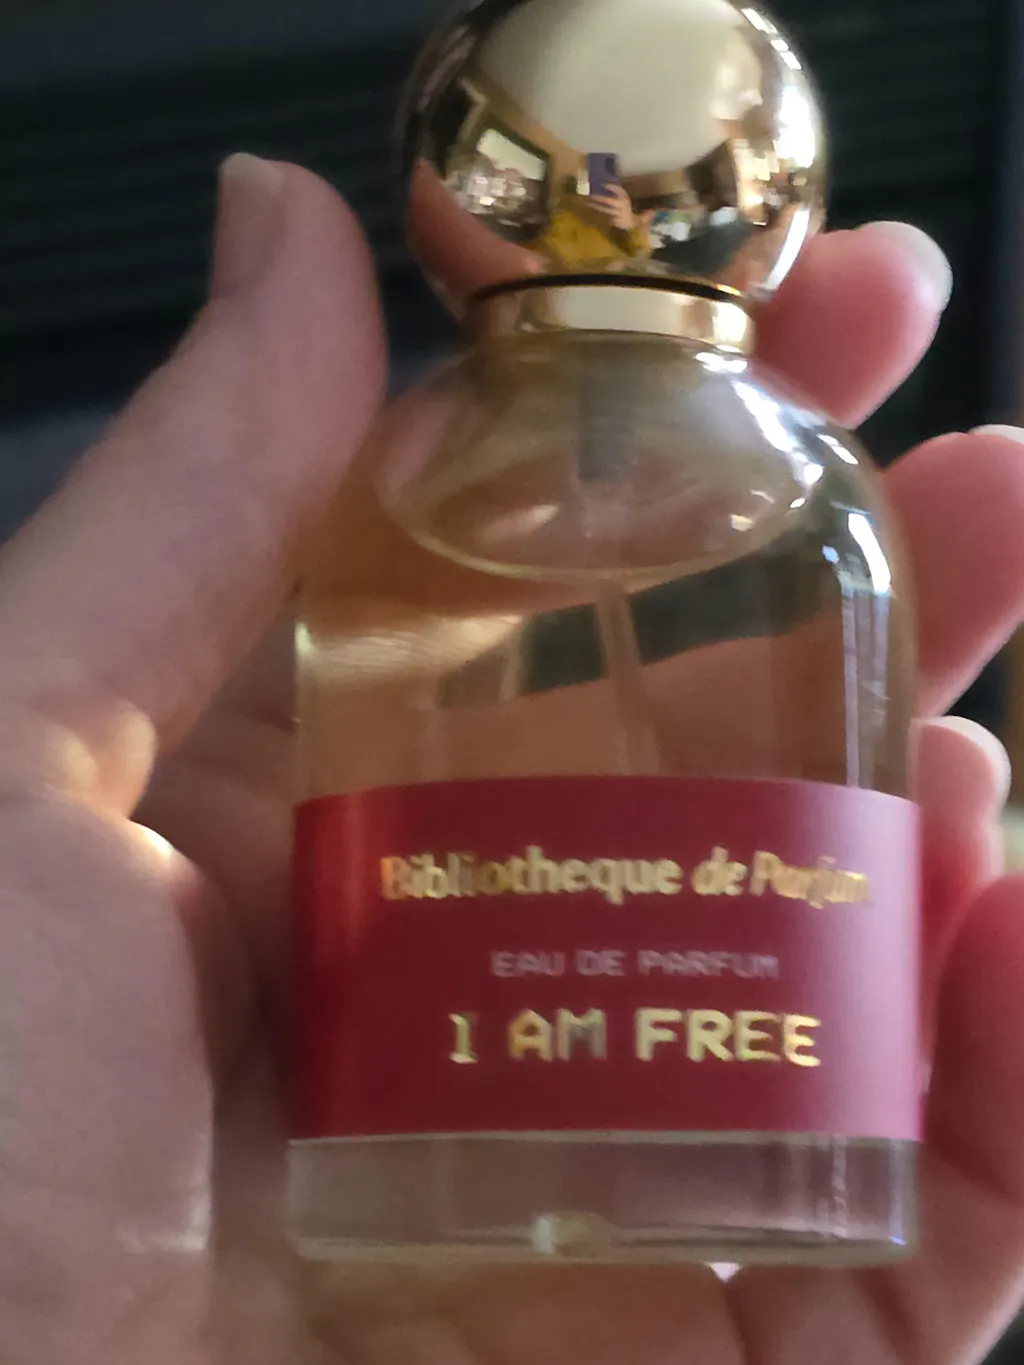 Bibliotheque de Parfum
EAU DE PARFUM
I AM FREE